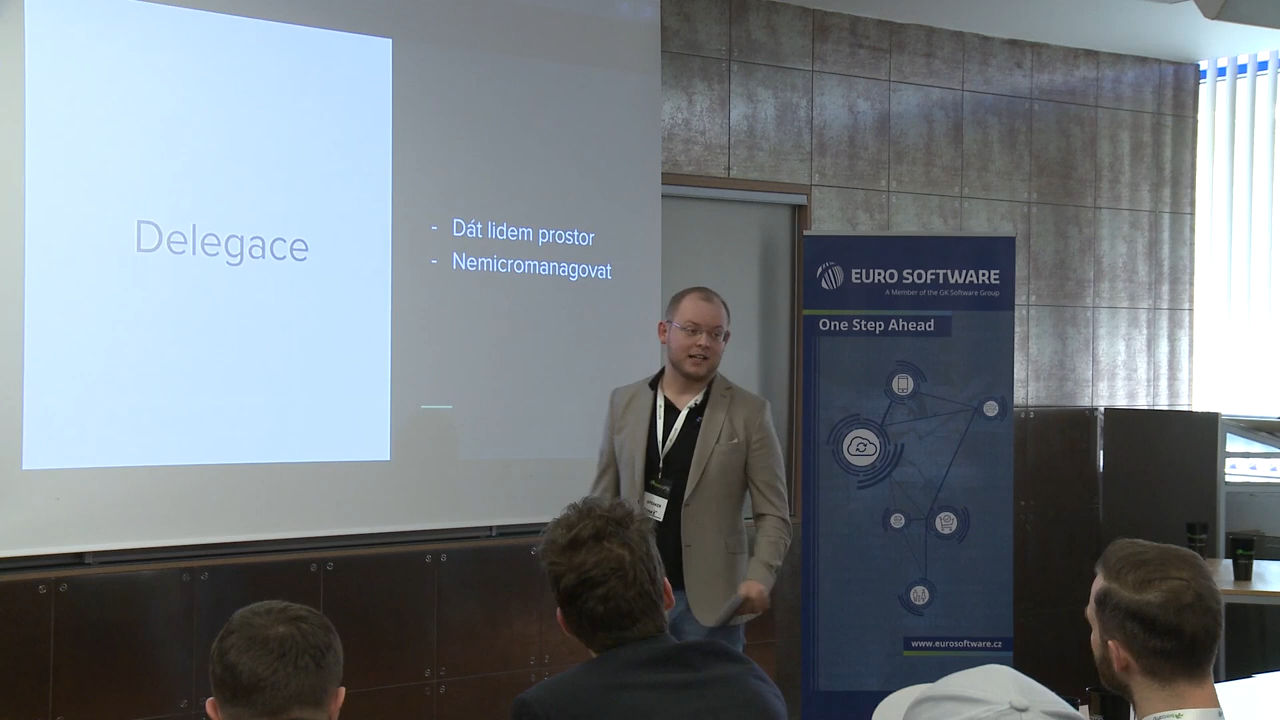 Delegace
- Dát lidem prostor
- Nemicromanagovat
EURO SOFTWARE
A Member of the GK Software Group
One Step Ahead
www.eurosoftware.cz